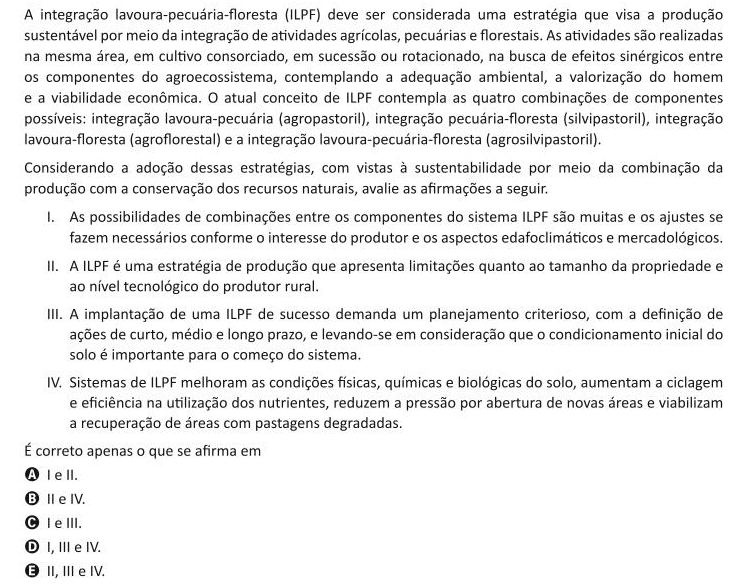 A integração lavoura-pecuária-floresta (ILPF) deve ser considerada uma estratégia que visa a produção
sustentável por meio da integração de atividades agrícolas, pecuárias e florestais. As atividades são realizadas
na mesma área, em cultivo consorciado, em sucessão ou rotacionado, na busca de efeitos sinérgicos entre
os componentes do agroecossistema, contemplando a adequação ambiental, a valorização do homem
e a viabilidade econômica. O atual conceito de ILPF contempla as quatro combinações de componentes
possíveis: integração lavoura-pecuária (agropastoril), integração pecuária-floresta (silvipastoril), integração
lavoura-floresta (agroflorestal) e a integração lavoura-pecuária-floresta (agrosilvipastoril).
Considerando a adoção dessas estratégias, com vistas à sustentabilidade por meio da combinação da
produção com a conservação dos recursos naturais, avalie as afirmações a seguir.
I. As possibilidades de combinações entre os componentes do sistema ILPF são muitas e os ajustes se
fazem necessários conforme o interesse do produtor e os aspectos edafoclimáticos e mercadológicos.
II. A ILPF é uma estratégia de produção que apresenta limitações quanto ao tamanho da propriedade e
ao nível tecnológico do produtor rural.
III. A implantação de uma ILPF de sucesso demanda um planejamento criterioso, com a definição de
ações de curto, médio e longo prazo, e levando-se em consideração que o condicionamento inicial do
solo é importante para o começo do sistema.
IV. Sistemas de ILPF melhoram as condições físicas, químicas e biológicas do solo, aumentam a ciclagem
e eficiência na utilização dos nutrientes, reduzem a pressão por abertura de novas áreas e viabilizam
a recuperação de áreas com pastagens degradadas.
É correto apenas o que se afirma em
A I e II.
B II e IV.
C I e III.
D I, III e IV.
E II, III e IV.